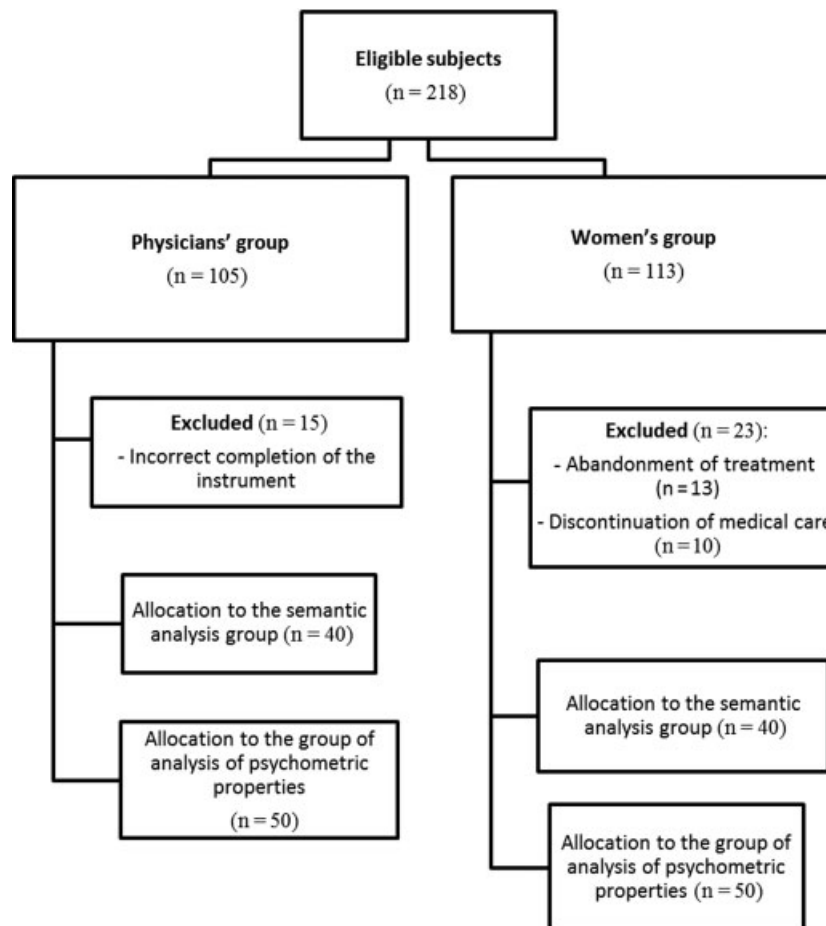 Eligible subjects
(n = 218)
Physicians’ group
(n = 105)
Women’s group
(n = 113)
Excluded (n = 15)
- Incorrect completion of the
instrument
Excluded (n = 23):
- Abandonment of treatment
(n = 13)
- Discontinuation of medical care
(n = 10)
Allocation to the semantic
analysis group (n = 40)
Allocation to the semantic
analysis group (n = 40)
Allocation to the group of
analysis of psychometric
properties
(n = 50)
Allocation to the group of
analysis of psychometric
properties (n = 50)